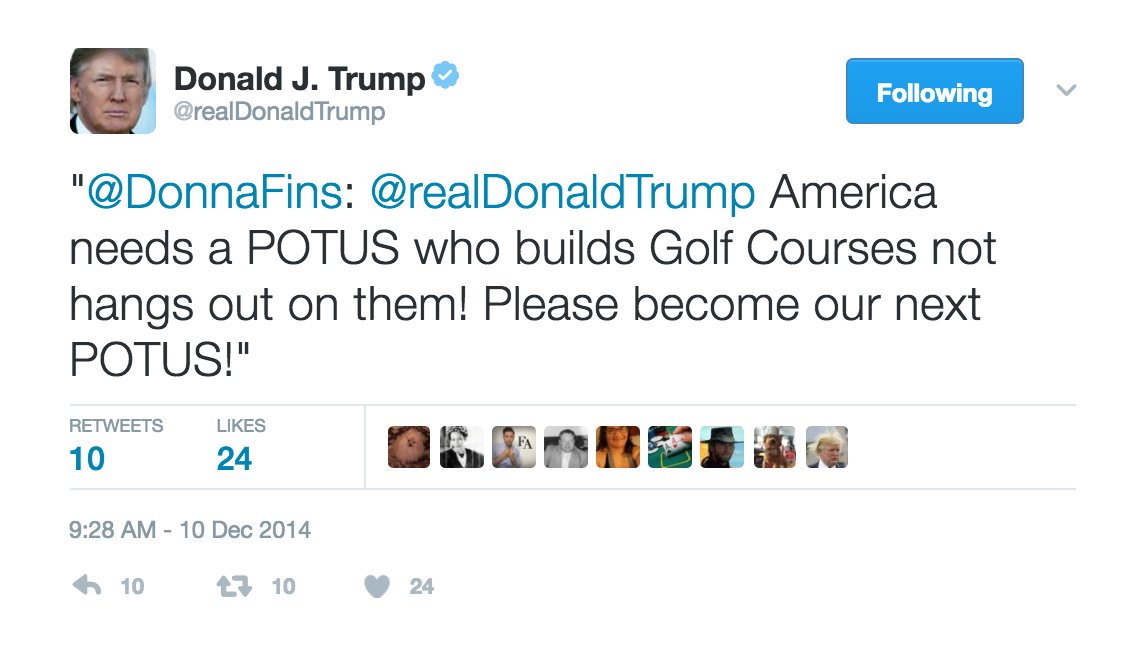 Donald J. Trump
@realDonaldTrump
Following
"@DonnaFins: @realDonaldTrump America
needs a POTUS who builds Golf Courses not
hangs out on them! Please become our next
POTUS!"
RETWEETS LIKES
10 24
FA
9:28 AM - 10 Dec 2014
10 10 24